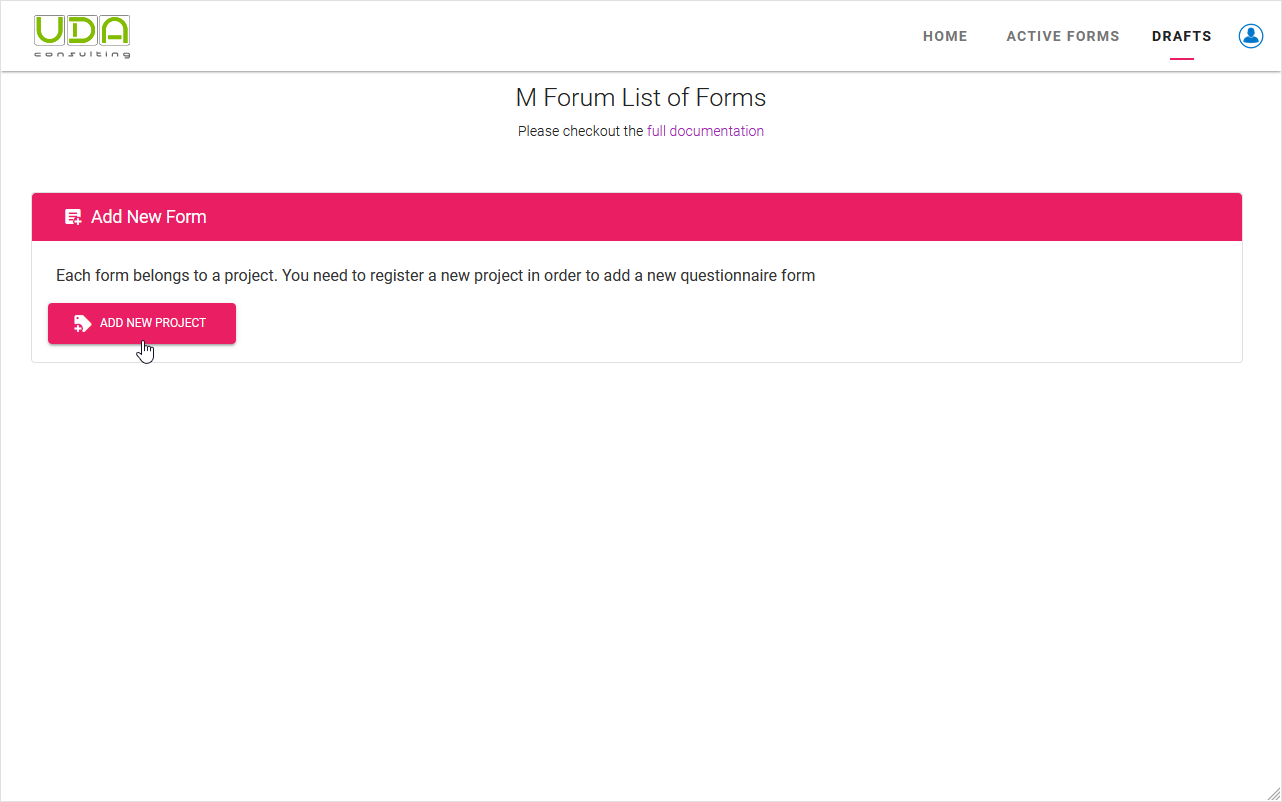 UDA
consulting
HOME
ACTIVE FORMS
DRAFTS
M Forum List of Forms
Please checkout the full documentation
Add New Form
Each form belongs to a project. You need to register a new project in order to add a new questionnaire form
ADD NEW PROJECT